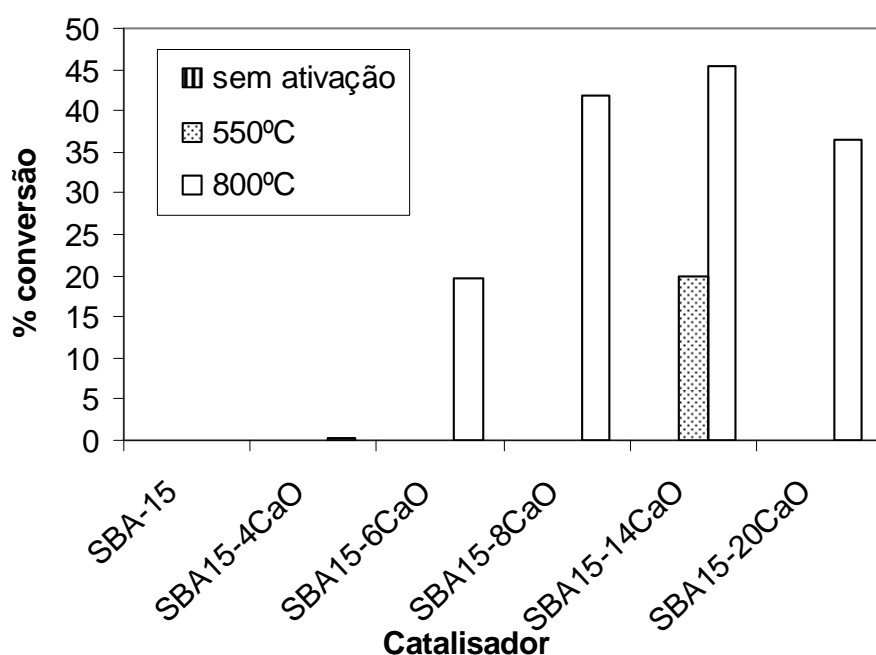 50
45
40
35
30
25
20
15
10
5
0
% conversão
sem ativação
550ºC
800ºC
SBA-15
SBA15-4CaO
SBA15-6CaO
SBA15-8CaO
SBA15-14CaO
SBA15-20CaO
Catalisador